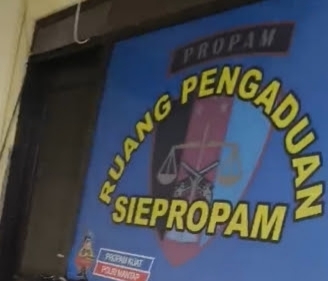 PROPAM
RUANG PENGADUAN
SIEPROPAM
PROPAM KUAT
POLRI MANTAP